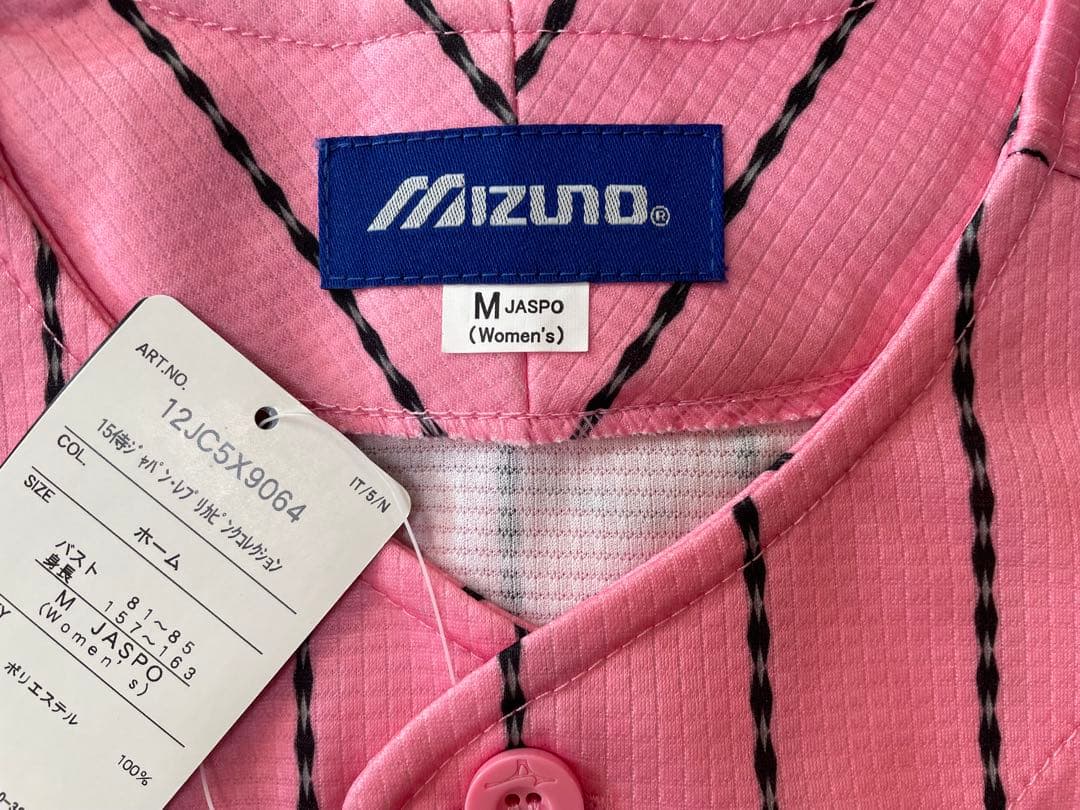 MIZUNO®
M JASPO
(Women's)
ART.NO.
12JC5X9064
IT/5/N
15侍ジャパン・レプリカピンクコレクション
COL.
ホーム
SIZE
バスト 81~85
身長 157~163
M JASPO
(Women's)
Y
ポリエステル
100%